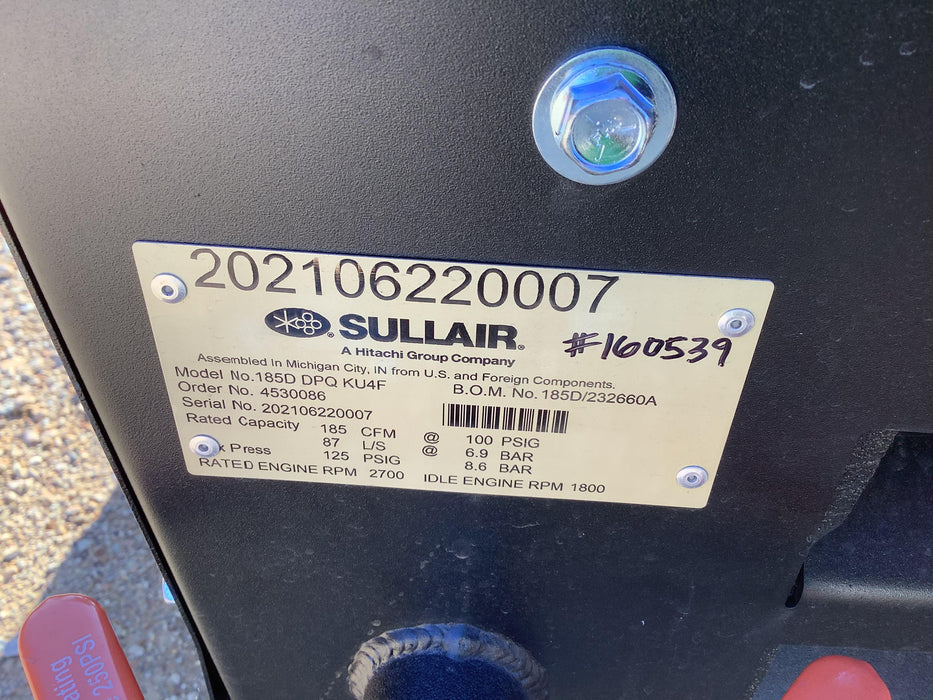 202106220007
SULLAIR®
#160539
A Hitachi Group Company
Assembled In Michigan City, IN from U.S. and Foreign Components.
Model No. 185D DPQ KU4F B.O.M. No. 185D/232660A
Order No. 4530086
Serial No. 202106220007
Rated Capacity 185 CFM @ 100 PSIG
87 L/S @ 6.9 BAR
Press 125 PSIG 8.6 BAR
RATED ENGINE RPM 2700 IDLE ENGINE RPM 1800
ating
250PSI